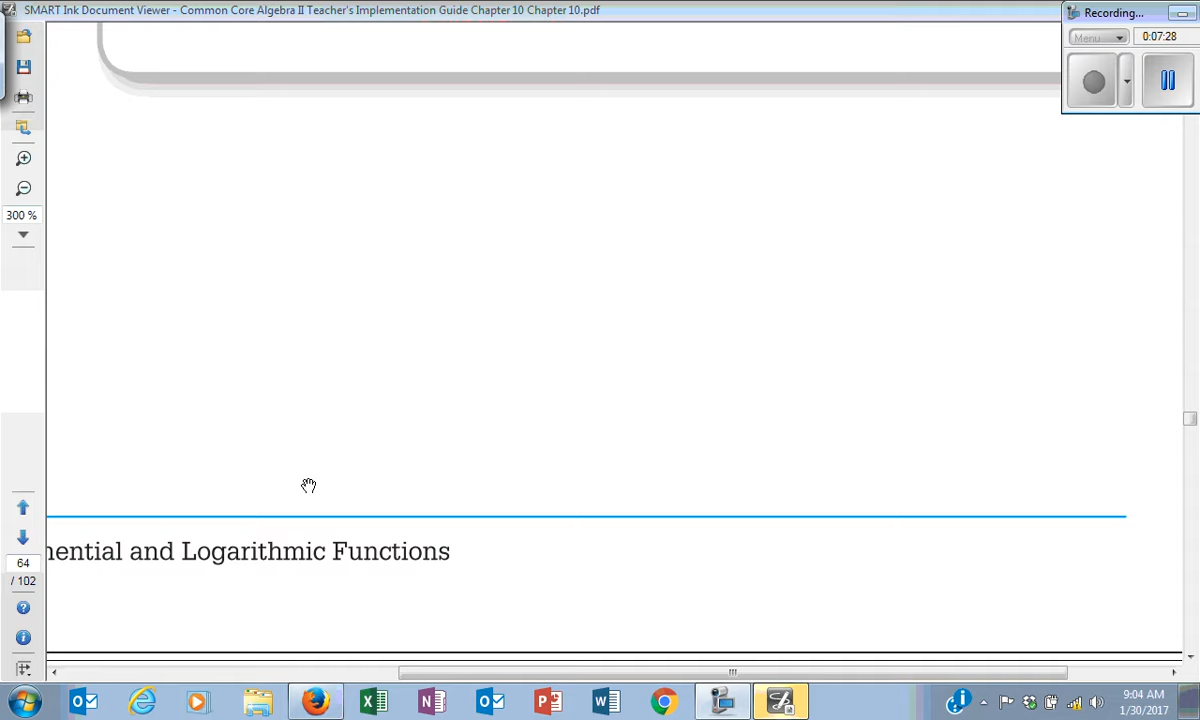 SMART Ink Document Viewer - Common Core Algebra II Teacher's Implementation Guide Chapter 10 Chapter 10.pdf
Recording...
Menu
0:07:28
300 %
nential and Logarithmic Functions
64
/ 102
9:04 AM
1/30/2017